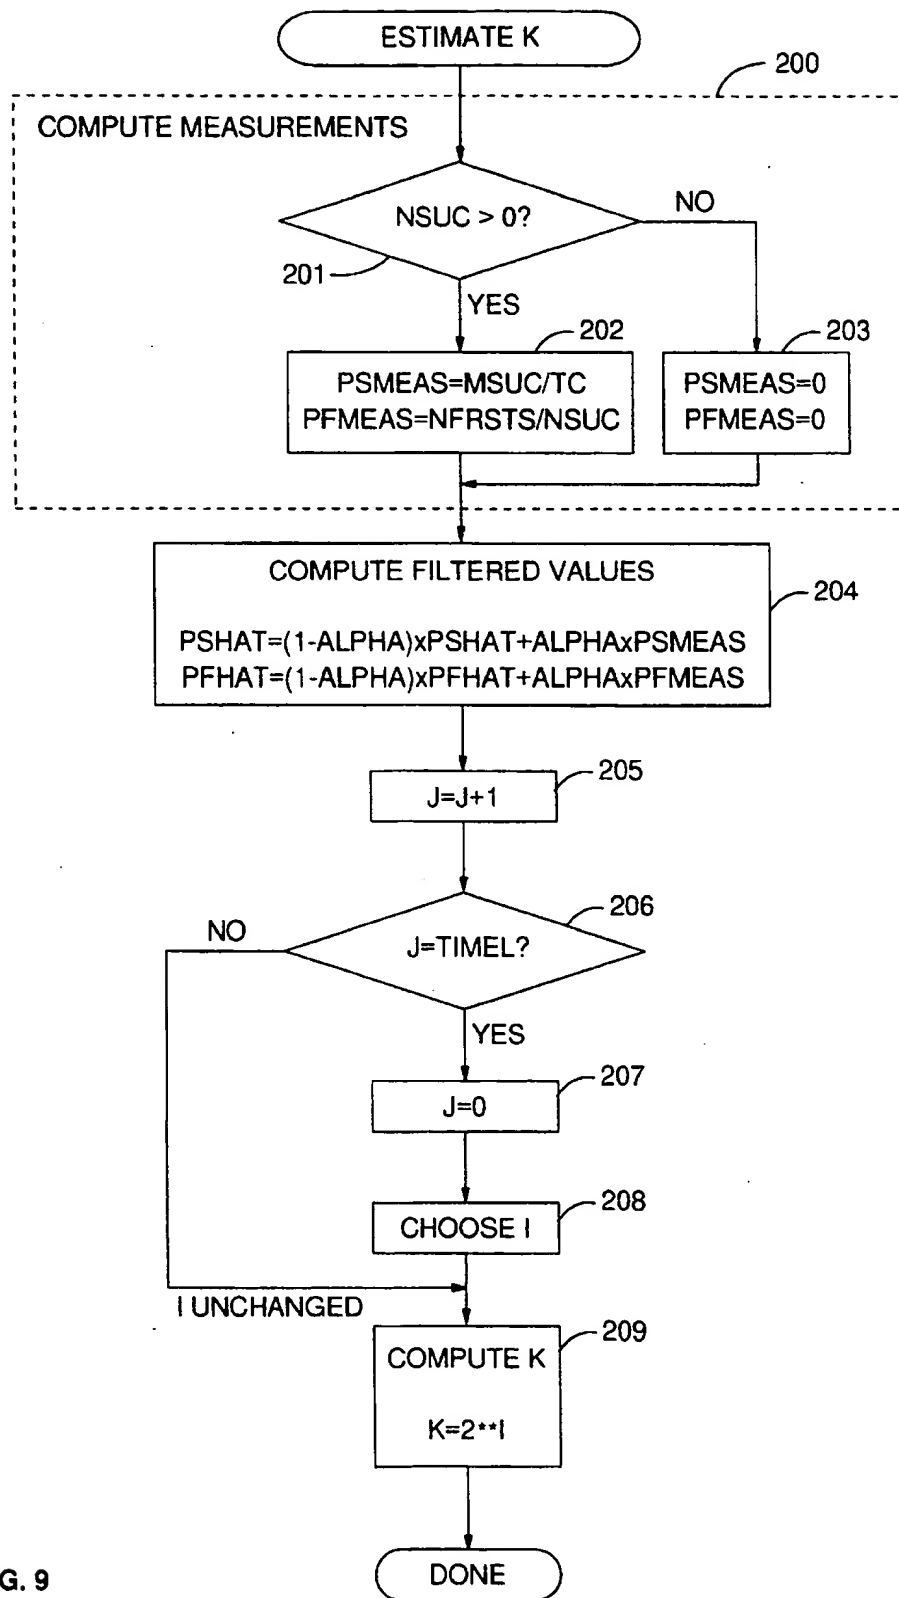 ESTIMATE K
200
COMPUTE MEASUREMENTS
NSUC > 0?
NO
201
YES
202
203
PSMEAS=MSUC/TC
PFMEAS=NFRSTS/NSUC
PSMEAS=0
PFMEAS=0
COMPUTE FILTERED VALUES
204
PSHAT=(1-ALPHA)xPSHAT+ALPHAxPSMEAS
PFHAT=(1-ALPHA)xPFHAT+ALPHAxPFMEAS
205
J=J+1
206
NO
J=TIMEL?
YES
207
J=0
208
CHOOSE I
I UNCHANGED
209
COMPUTE K
K=2**I
DONE
G. 9